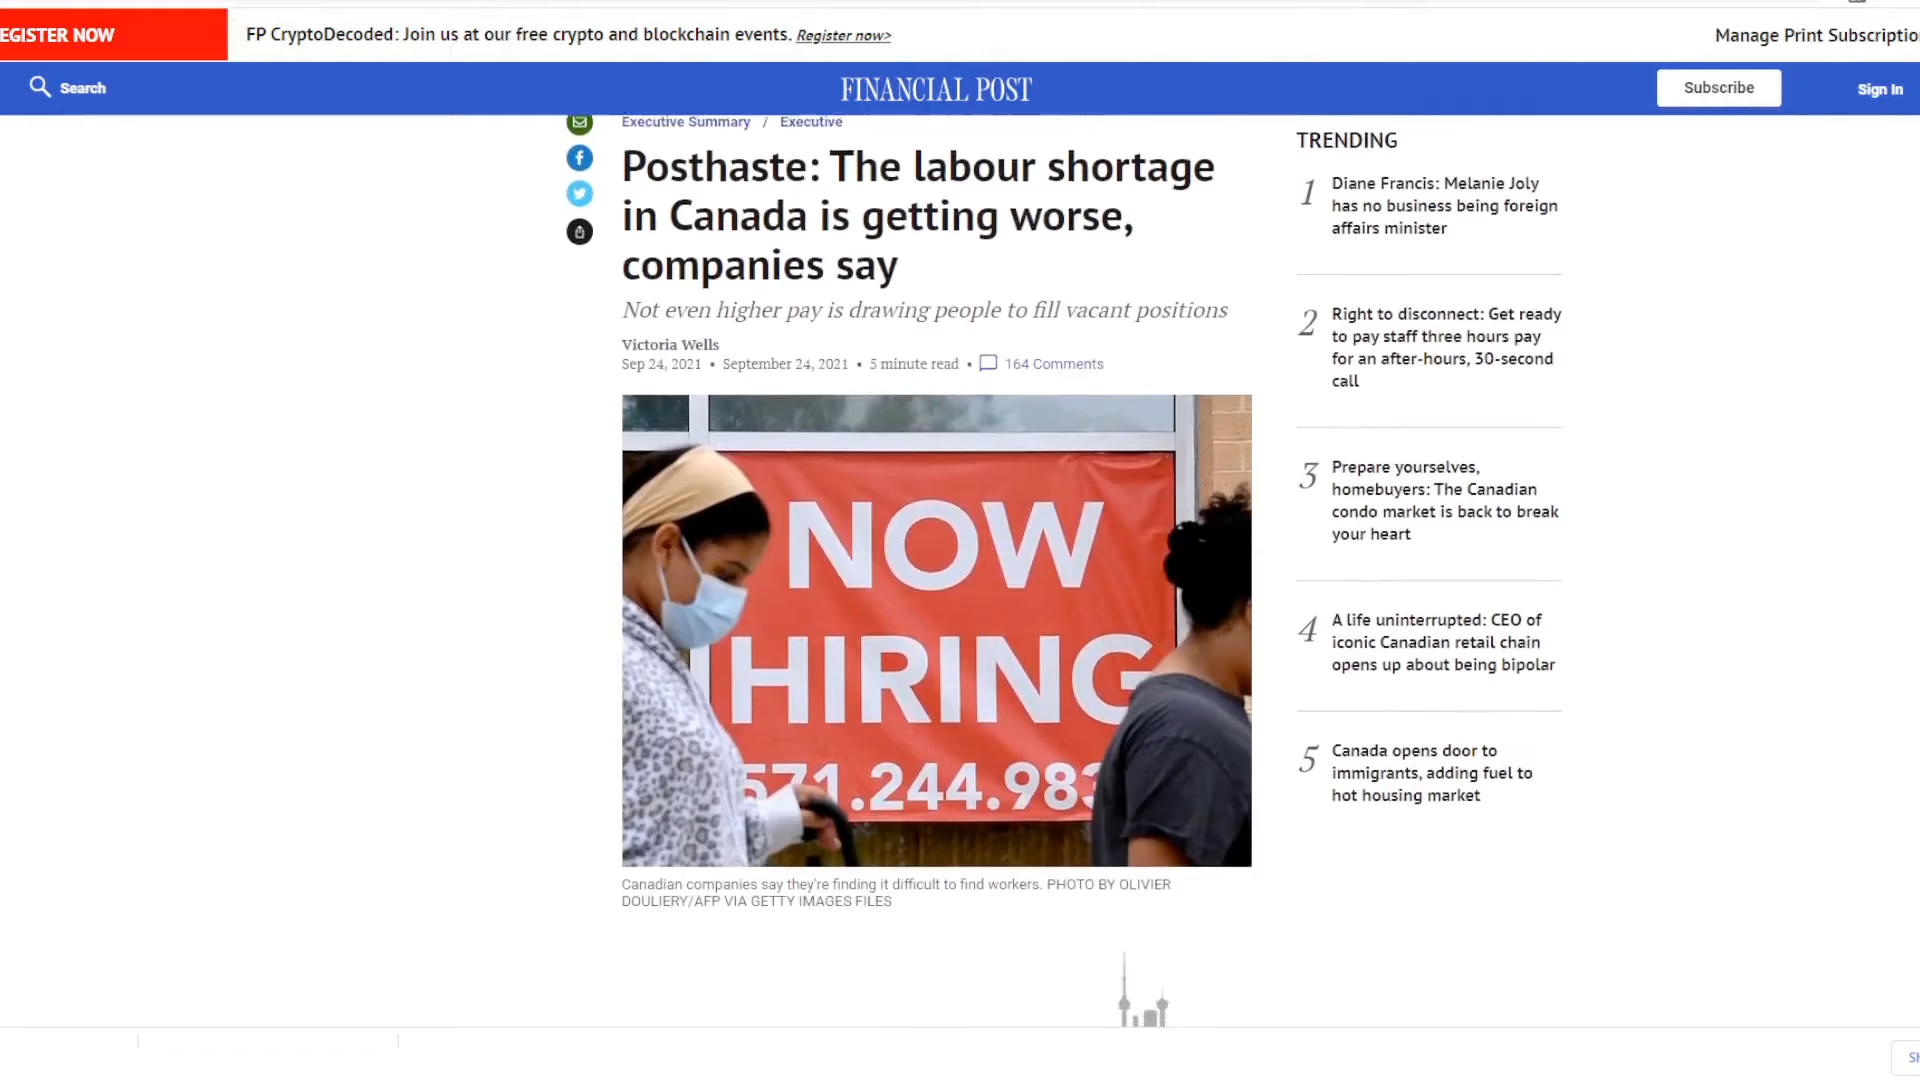 EGISTER NOW
FP CryptoDecoded: Join us at our free crypto and blockchain events. Register now>
Manage Print Subscriptio
Search
FINANCIAL POST
Subscribe
Sign In
Executive Summary / Executive
Posthaste: The labour shortage
in Canada is getting worse,
companies say
Not even higher pay is drawing people to fill vacant positions
Victoria Wells
Sep 24, 2021 • September 24, 2021 • 5 minute read • 164 Comments
NOW
HIRING
571.244.983
Canadian companies say they're finding it difficult to find workers. PHOTO BY OLIVIER
DOULIERY/AFP VIA GETTY IMAGES FILES
TRENDING
1
Diane Francis: Melanie Joly
has no business being foreign
affairs minister
2
Right to disconnect: Get ready
to pay staff three hours pay
for an after-hours, 30-second
call
3
Prepare yourselves,
homebuyers: The Canadian
condo market is back to break
your heart
4
A life uninterrupted: CEO of
iconic Canadian retail chain
opens up about being bipolar
5
Canada opens door to
immigrants, adding fuel to
hot housing market